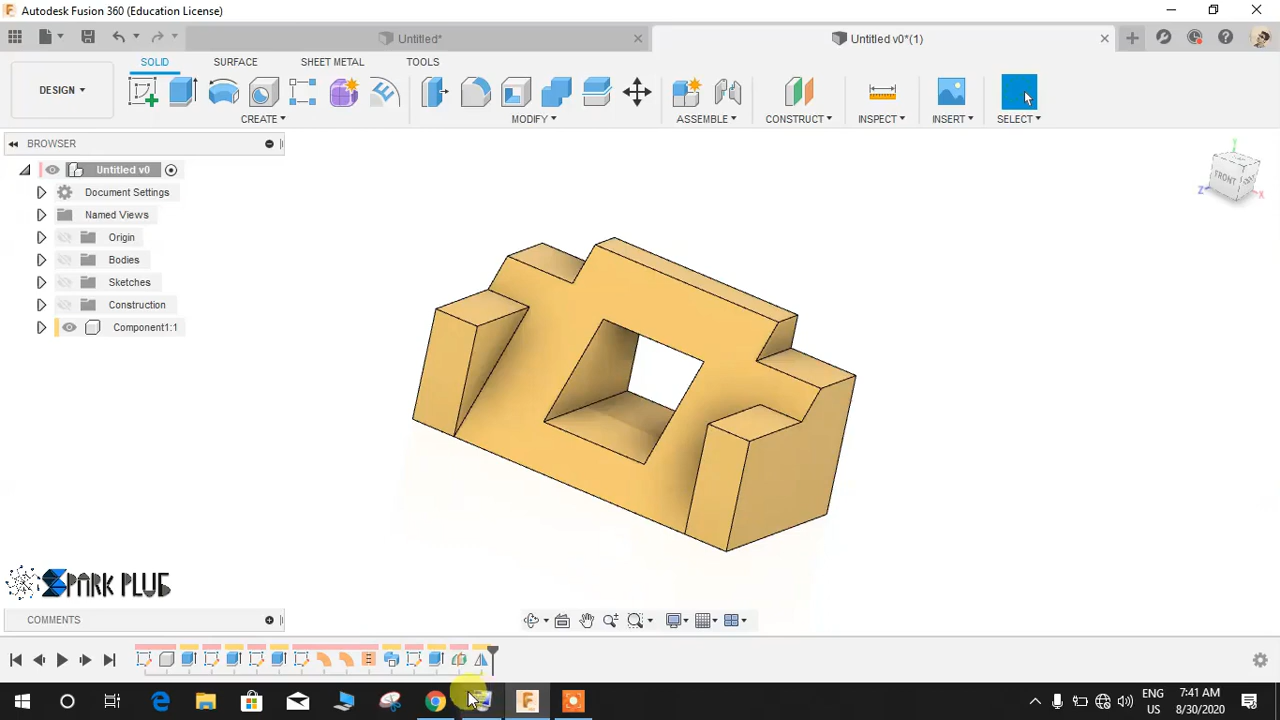 Autodesk Fusion 360 (Education License)
Untitled*
Untitled v0*(1)
SOLID SURFACE SHEET METAL TOOLS
DESIGN
CREATE MODIFY ASSEMBLE CONSTRUCT INSPECT INSERT SELECT
BROWSER
Untitled v0
Document Settings
Named Views
Origin
Bodies
Sketches
Construction
Component1:1
FRONT
Y
Z
X
SPARK PLUG
COMMENTS
ENG
US
7:41 AM
8/30/2020